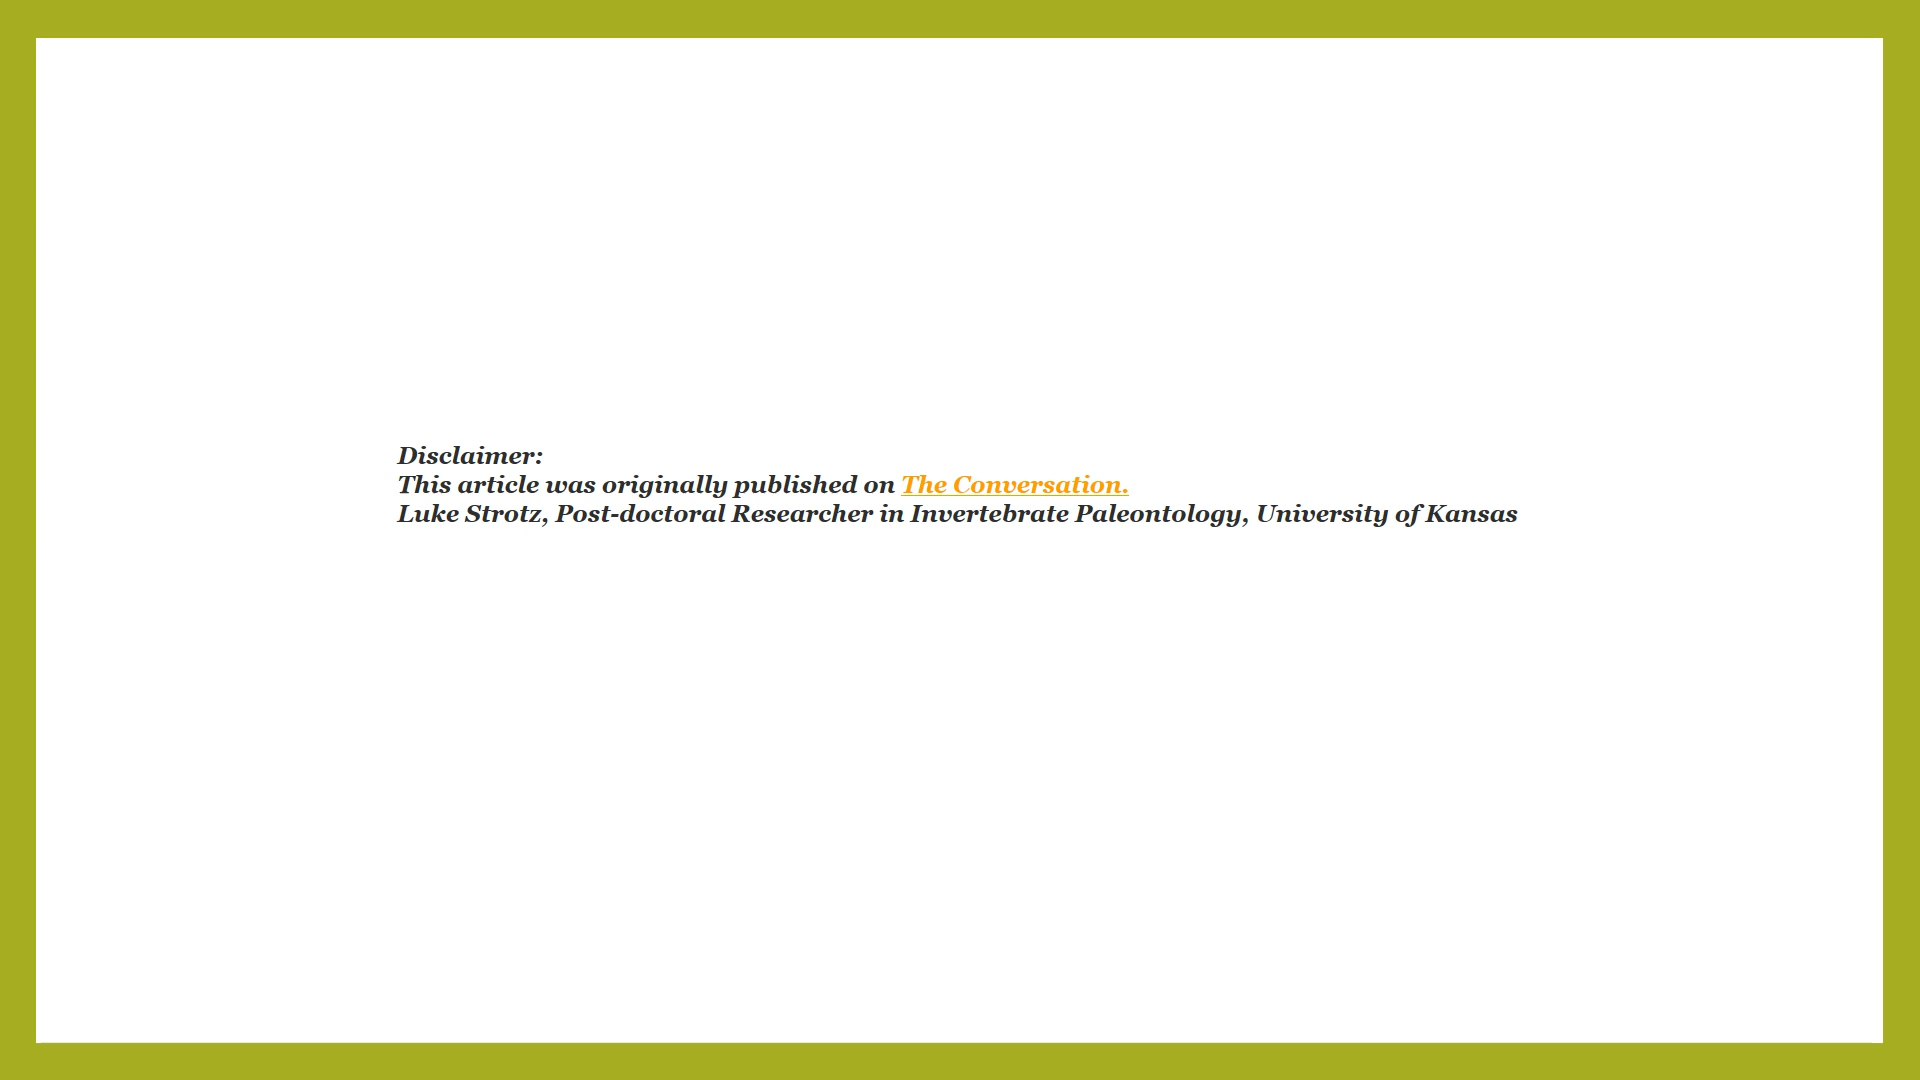 Disclaimer:
This article was originally published on The Conversation.
Luke Strotz, Post-doctoral Researcher in Invertebrate Paleontology, University of Kansas